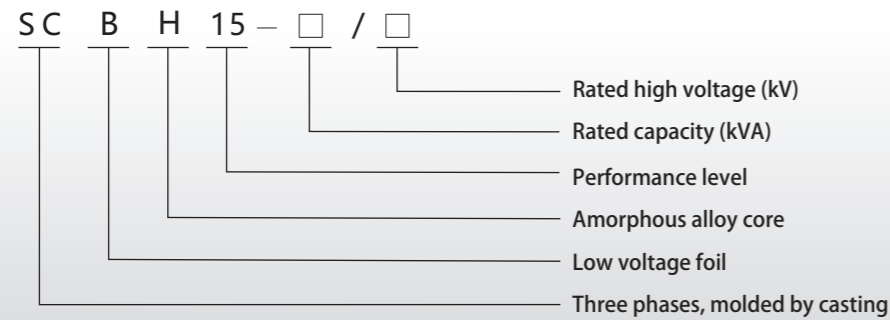 SC B H 15 – □ / □
Rated high voltage (kV)
Rated capacity (kVA)
Performance level
Amorphous alloy core
Low voltage foil
Three phases, molded by casting